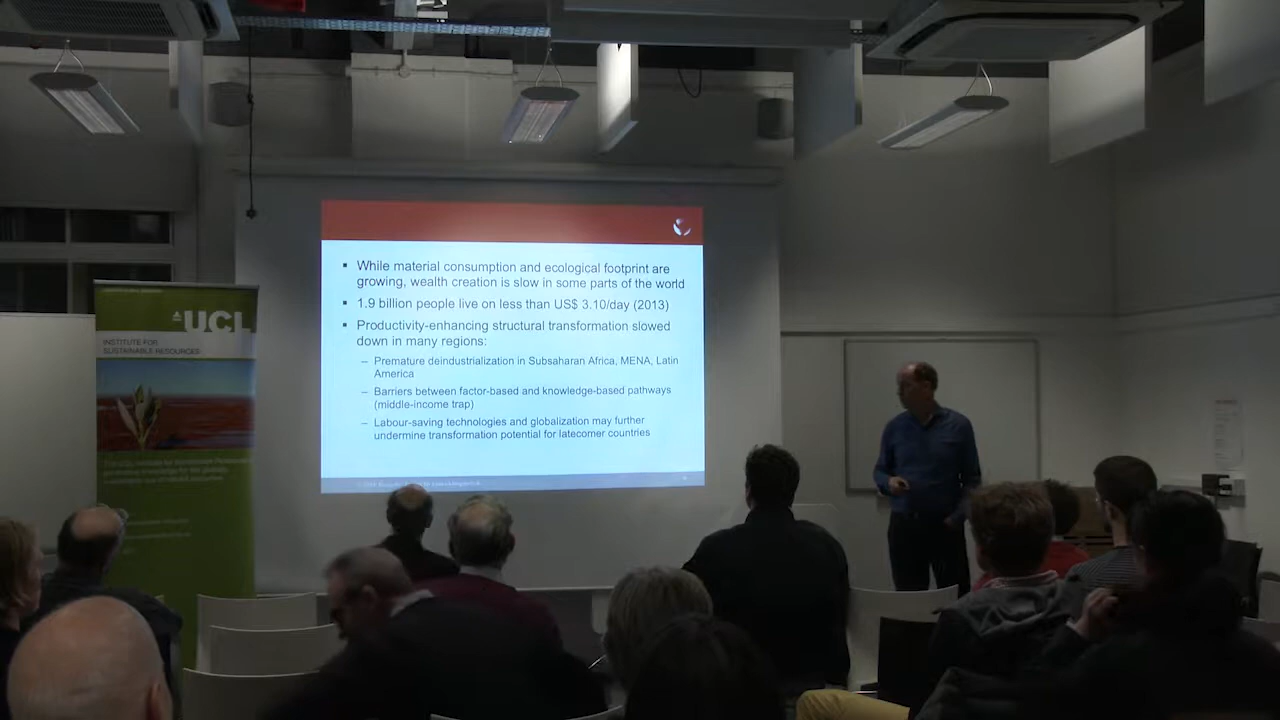 While material consumption and ecological footprint are
growing, wealth creation is slow in some parts of the world
1.9 billion people live on less than US$ 3.10/day (2013)
Productivity-enhancing structural transformation slowed
down in many regions:
– Premature deindustrialization in Subsaharan Africa, MENA, Latin
America
– Barriers between factor-based and knowledge-based pathways
(middle-income trap)
– Labour-saving technologies and globalization may further
undermine transformation potential for latecomer countries
UCL
INSTITUTE FOR
SUSTAINABLE RESOURCES